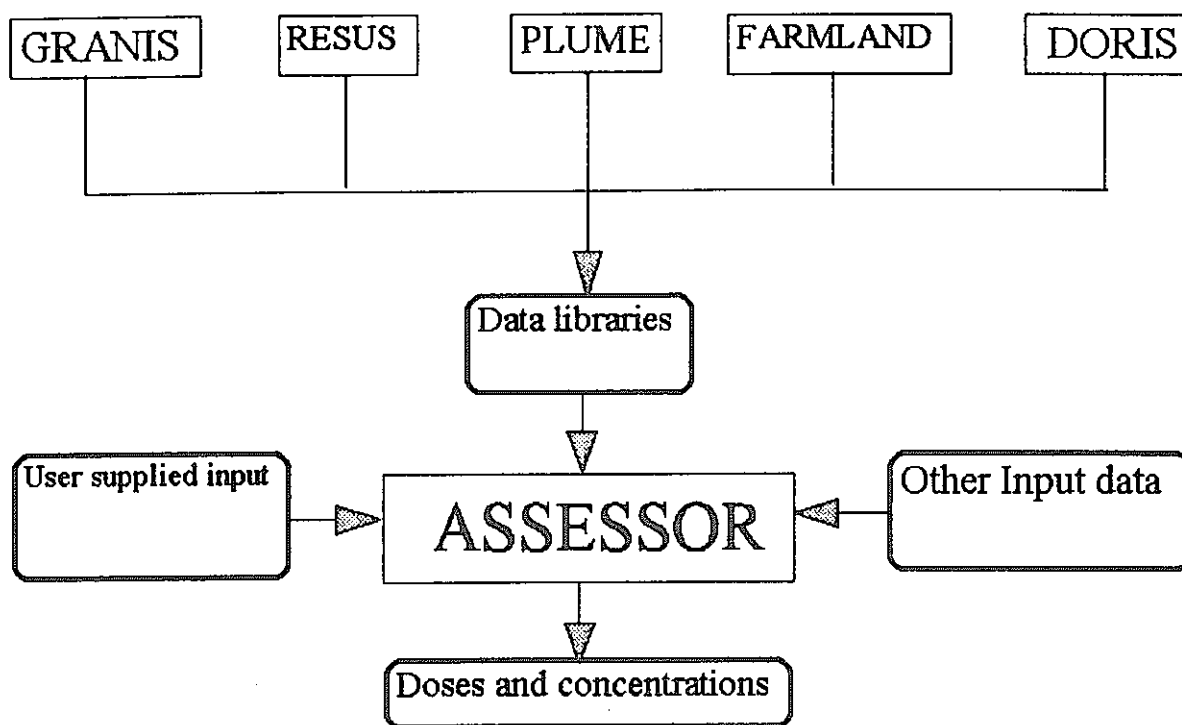 GRANIS
RESUS
PLUME
FARMLAND
DORIS
Data libraries
User supplied input
ASSESSOR
Other Input data
Doses and concentrations